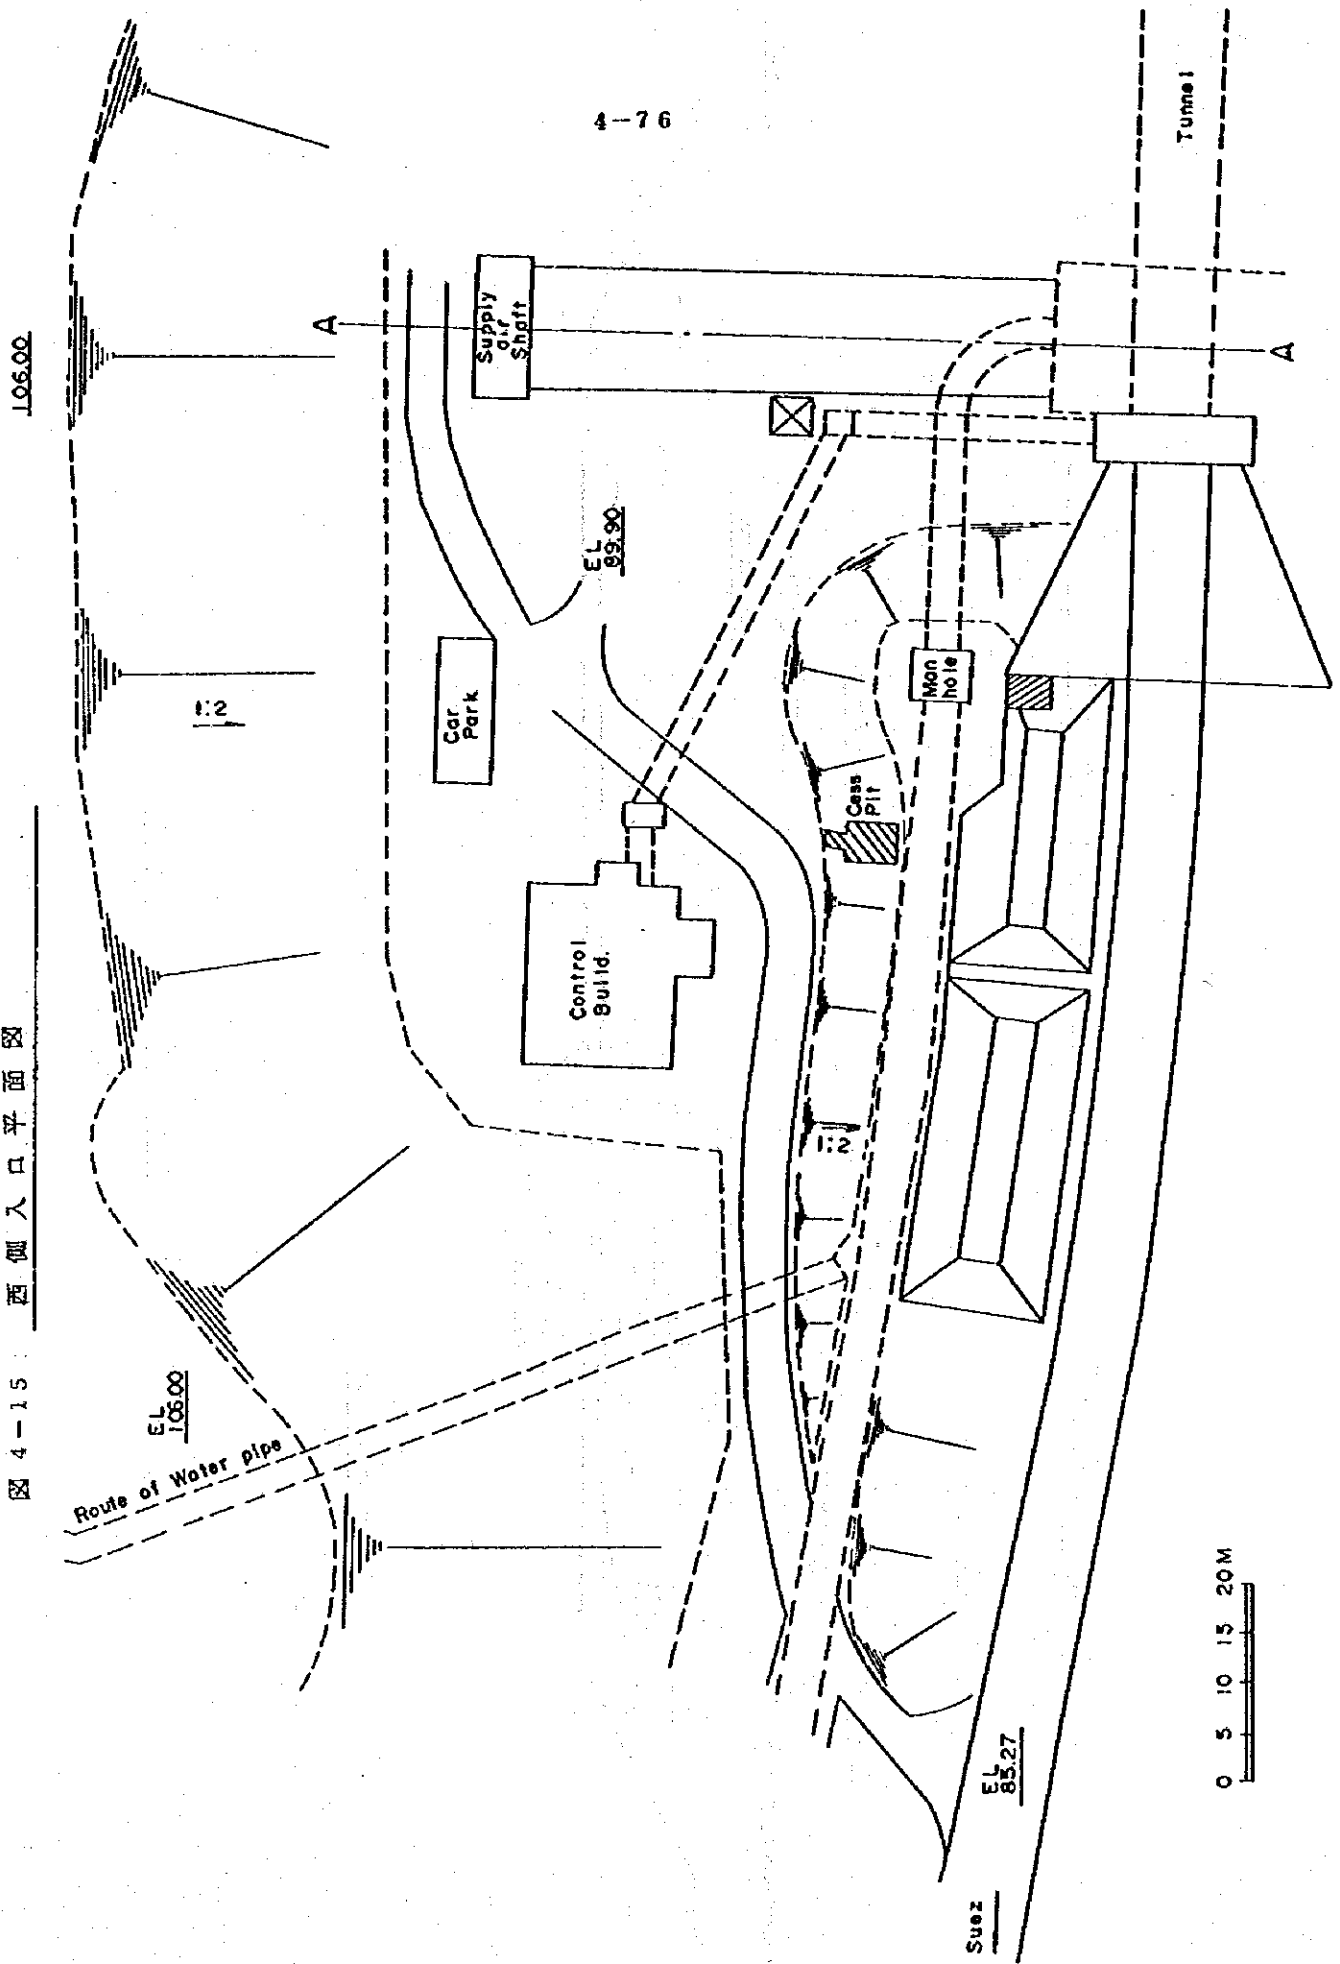 図 4-15: 西側入口平面図
4-76
106.00
EL
106.00
Route of Water pipe
1:2
A
Supply
air
Shaft
Car
Park
EL
89.90
Control
Build.
Cess
Pit
Man
hole
1:2
A
Tunnel
EL
85.27
Suez
0 5 10 15 20M